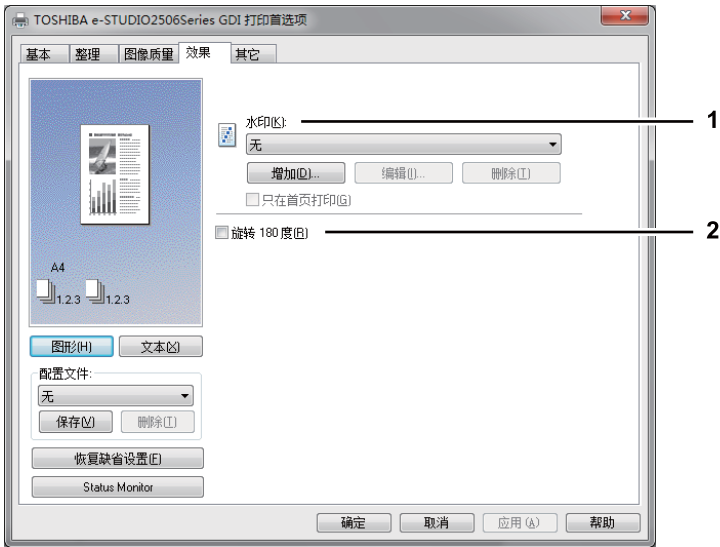 TOSHIBA e-STUDIO2506Series GDI 打印首选项
基本 整理 图像质量 效果 其它
水印(K): 1
无
增加(D)... 编辑(I)... 删除(T)
只在首页打印(G)
旋转 180 度(R) 2
A4
1.2.3 1.2.3
图形(H) 文本(X)
配置文件:
无
保存(V) 删除(T)
恢复缺省设置(F)
Status Monitor
确定 取消 应用(A) 帮助